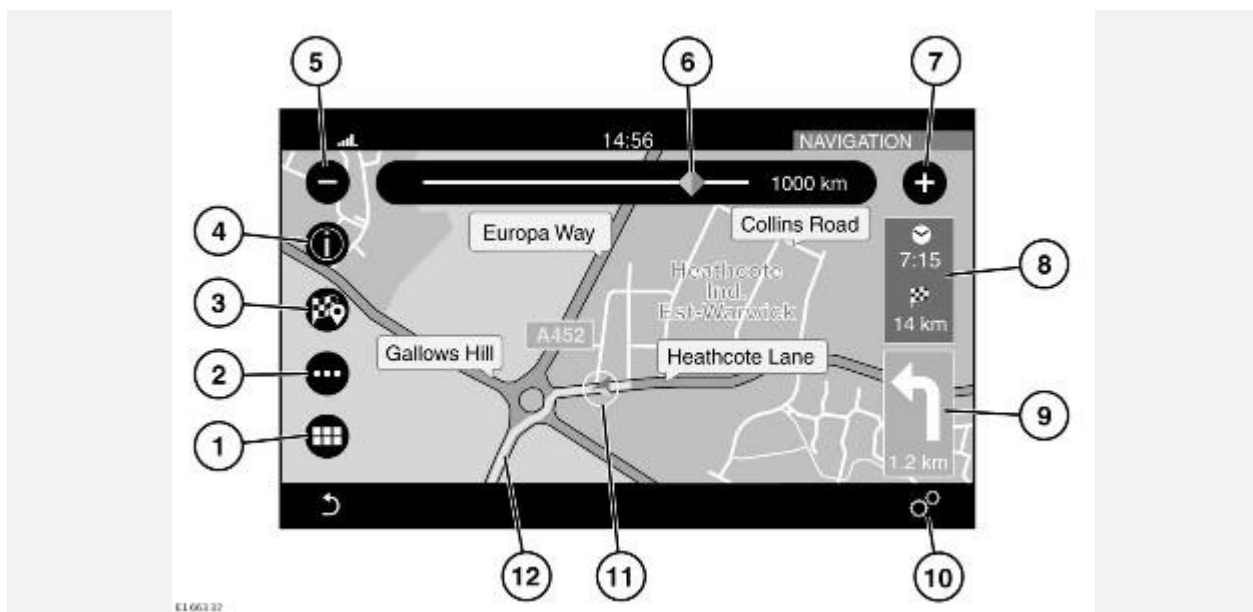 5
6
7
14:56
NAVIGATION
1000 km
4
Europa Way
Collins Road
7:15
8
Heathcote
Ind.
Est-Warwick
3
14 km
A452
Gallows Hill
Heathcote Lane
2
9
1
1.2 km
12
11
10
E166332